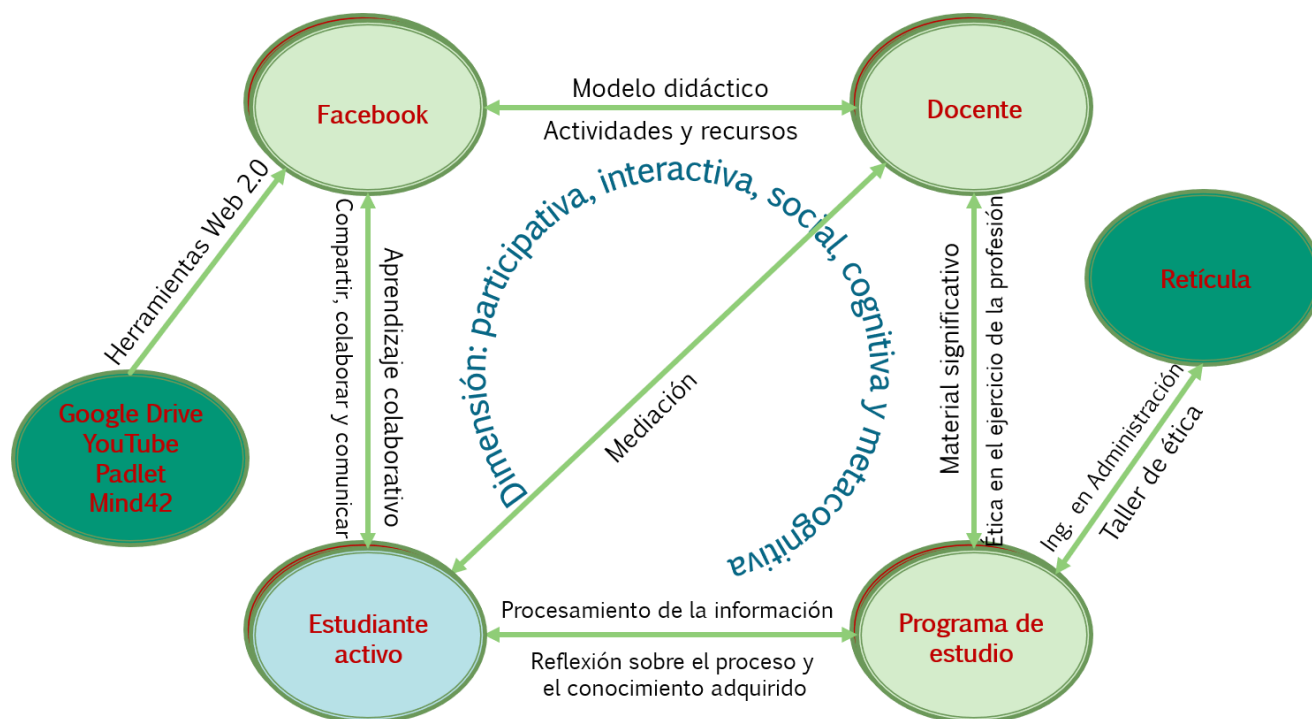 Facebook
Modelo didáctico
Actividades y recursos
Docente
Herramientas Web 2.0
Compartir, colaborar y comunicar
Aprendizaje colaborativo
Dimensión: participativa, interactiva, social, cognitiva y metacognitiva
Mediación
Material significativo
Ética en el ejercicio de la profesión
Retícula
Google Drive
YouTube
Padlet
Mind42
Ing. en Administración
Taller de ética
Estudiante
activo
Procesamiento de la información
Reflexión sobre el proceso y
el conocimiento adquirido
Programa de
estudio